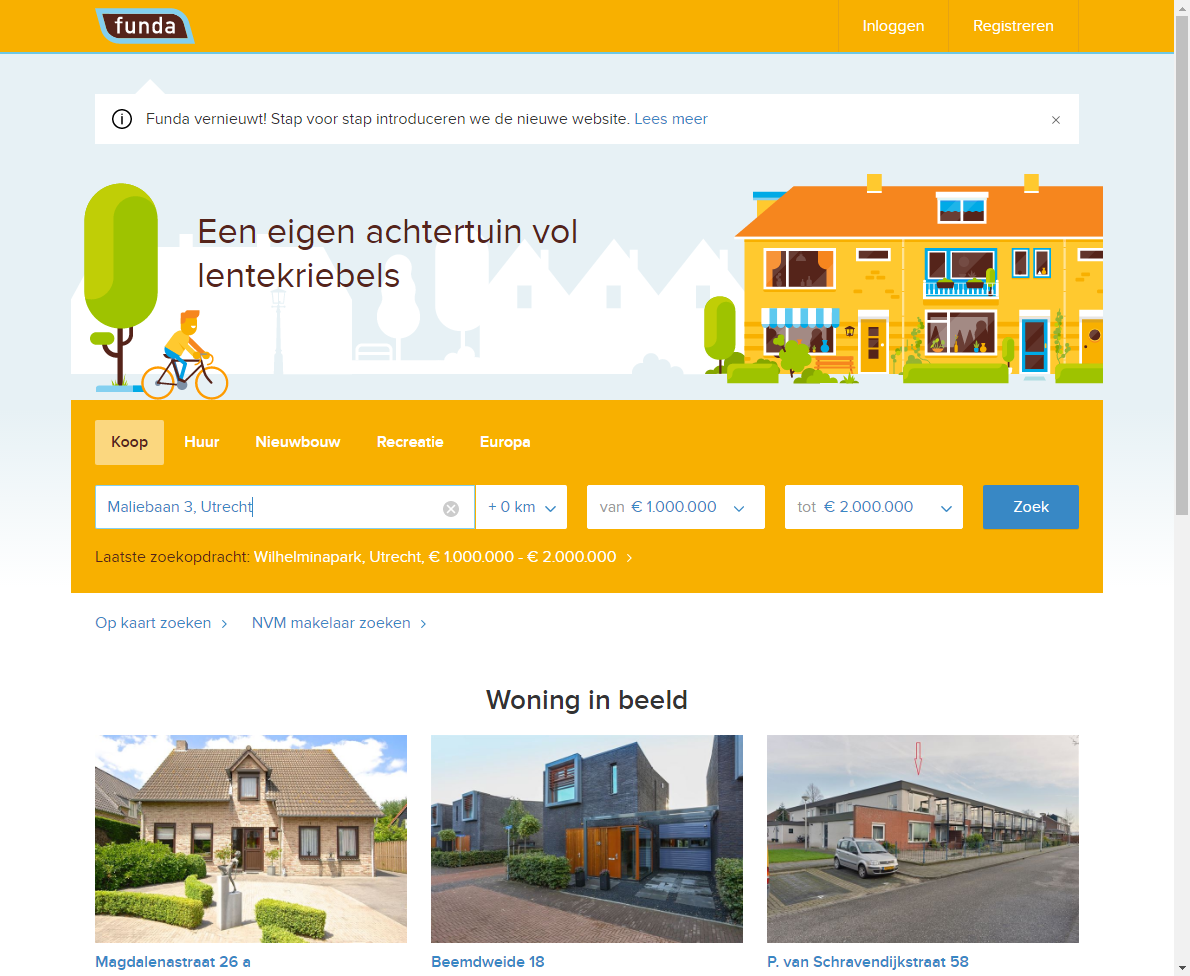 funda
Inloggen
Registreren
Funda vernieuwt! Stap voor stap introduceren we de nieuwe website. Lees meer
Een eigen achtertuin vol
lentekriebels
Koop
Huur
Nieuwbouw
Recreatie
Europa
Maliebaan 3, Utrecht
+ 0 km
van € 1.000.000
tot € 2.000.000
Zoek
Laatste zoekopdracht: Wilhelminapark, Utrecht, € 1.000.000 - € 2.000.000
Op kaart zoeken
NVM makelaar zoeken
Woning in beeld
Magdalenastraat 26 a
Beemdweide 18
P. van Schravendijkstraat 58